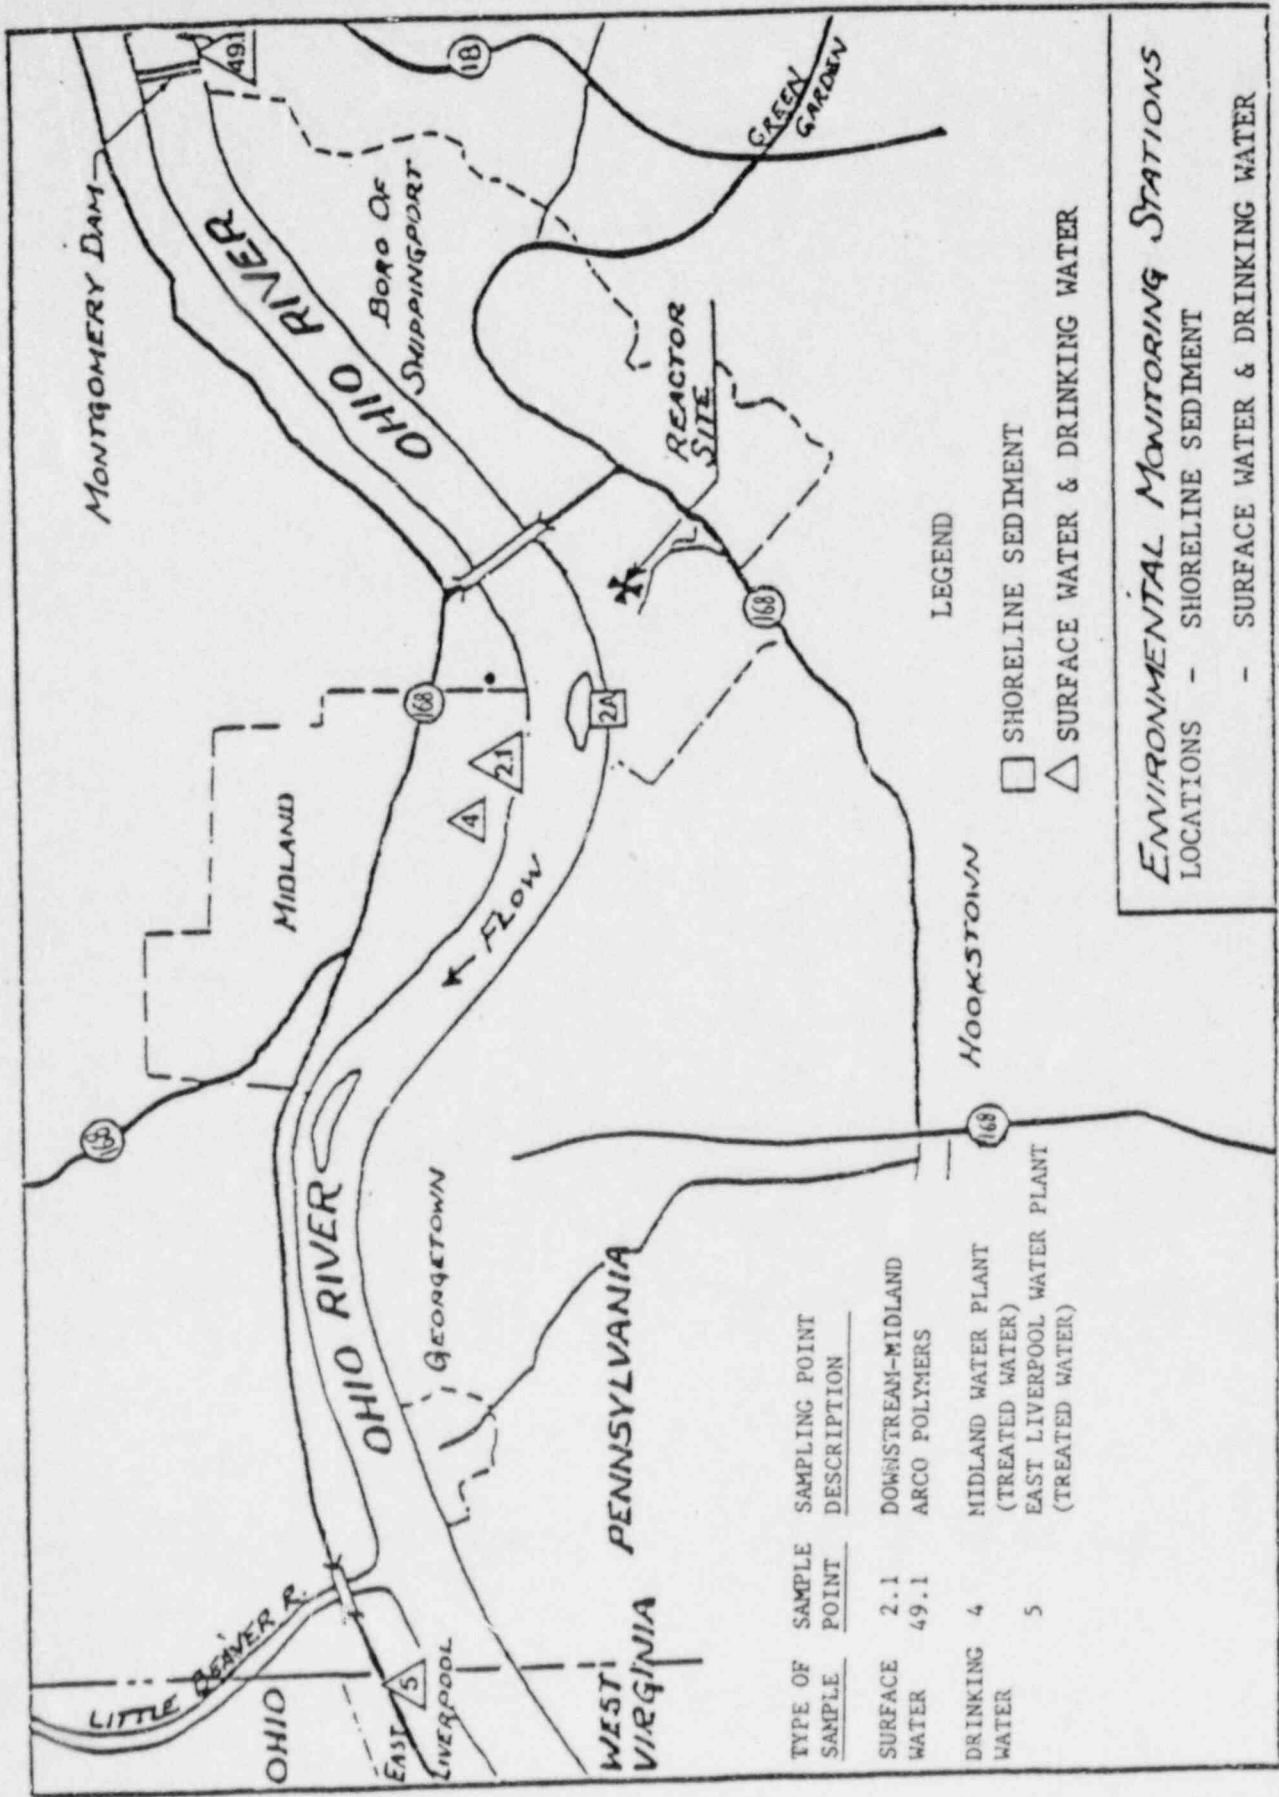 MONTGOMERY DAM
49.1
18
OHIO RIVER
BORO OF
SHIPPINGPORT
GREEN
GARDEN
REACTOR
SITE
168
168
MIDLAND
2.1
4
2A
← FLOW
168
OHIO RIVER
GEORGETOWN
HOOKSTOWN
168
LITTLE BEAVER R.
OHIO
5
EAST
LIVERPOOL
WEST
VIRGINIA
PENNSYLVANIA
LEGEND
□ SHORELINE SEDIMENT
△ SURFACE WATER & DRINKING WATER
TYPE OF SAMPLE SAMPLING POINT
SAMPLE POINT DESCRIPTION
SURFACE 2.1 DOWNSTREAM-MIDLAND
WATER 49.1 ARCO POLYMERS
DRINKING 4 MIDLAND WATER PLANT
WATER (TREATED WATER)
5 EAST LIVERPOOL WATER PLANT
(TREATED WATER)
ENVIRONMENTAL MONITORING STATIONS
LOCATIONS - SHORELINE SEDIMENT
- SURFACE WATER & DRINKING WATER